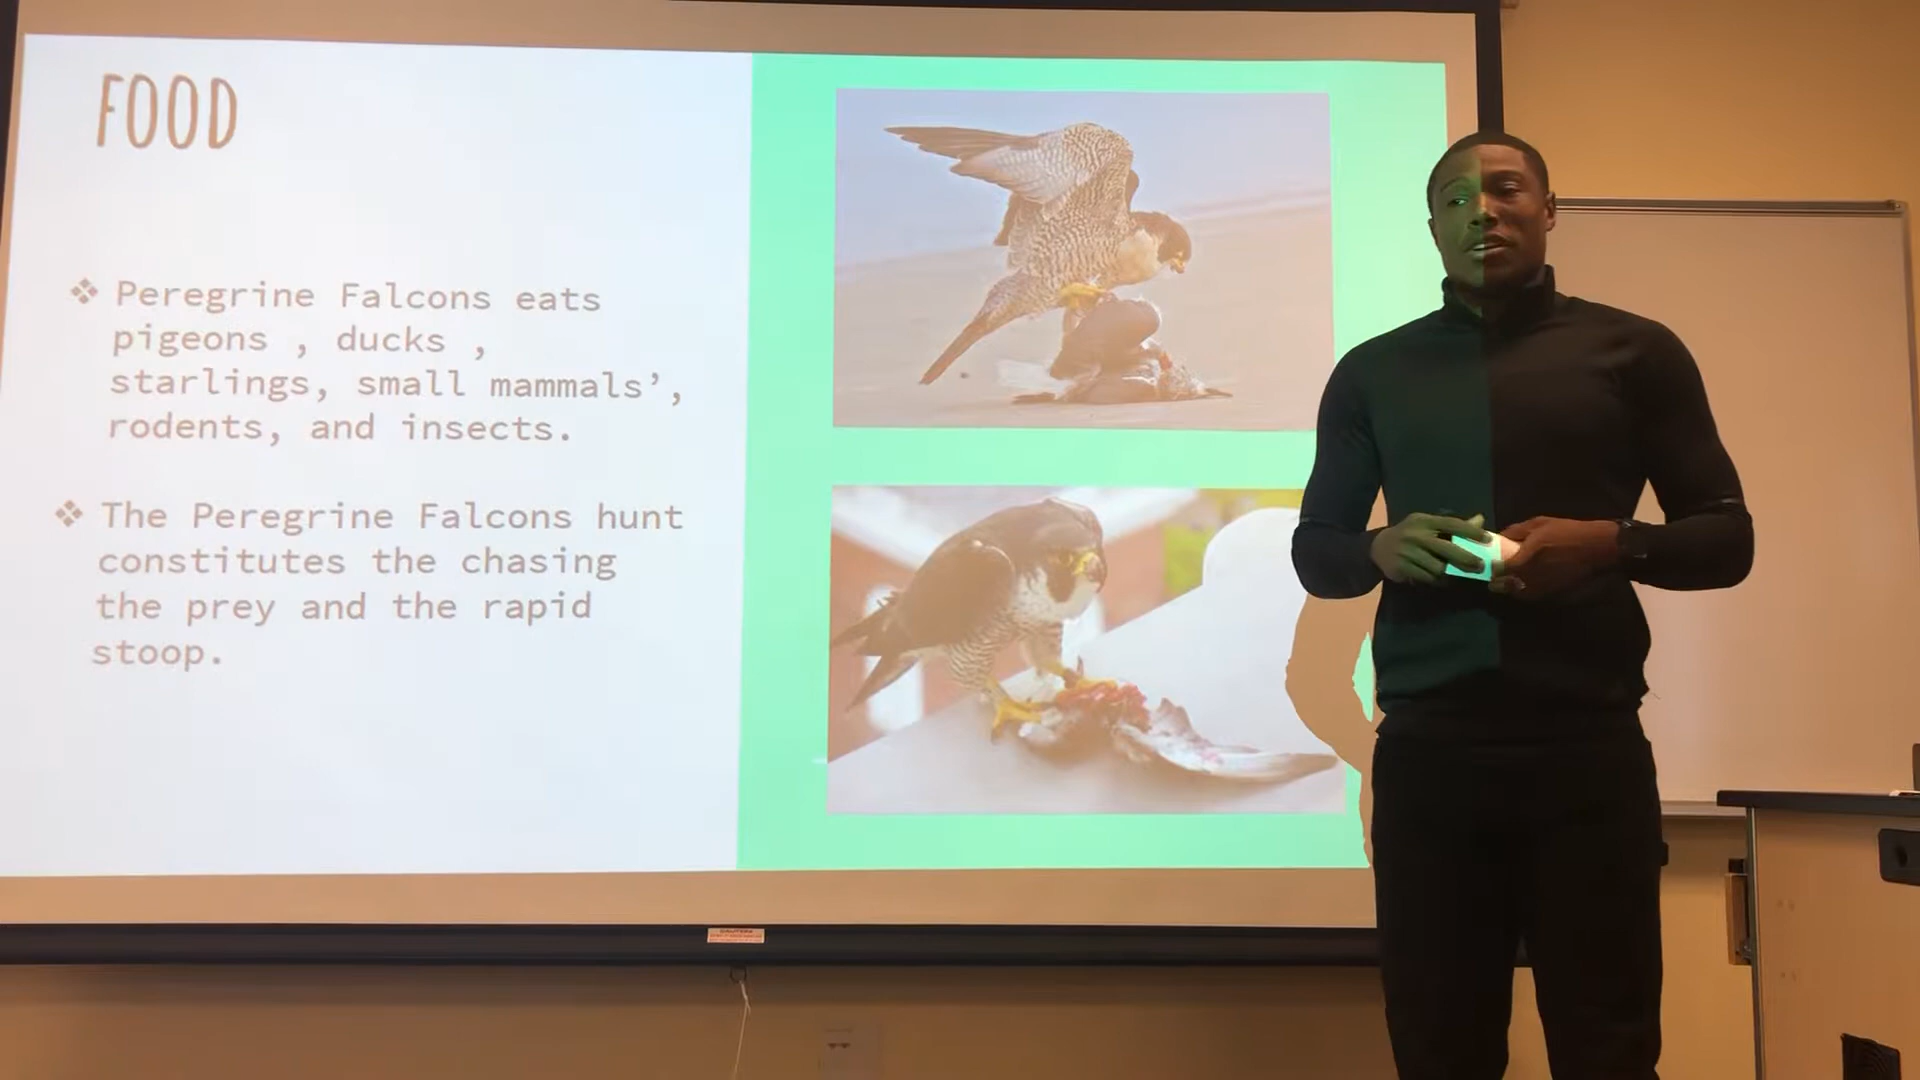 FOOD
❖ Peregrine Falcons eats
pigeons , ducks ,
starlings, small mammals’,
rodents, and insects.
❖ The Peregrine Falcons hunt
constitutes the chasing
the prey and the rapid
stoop.
CAUTION